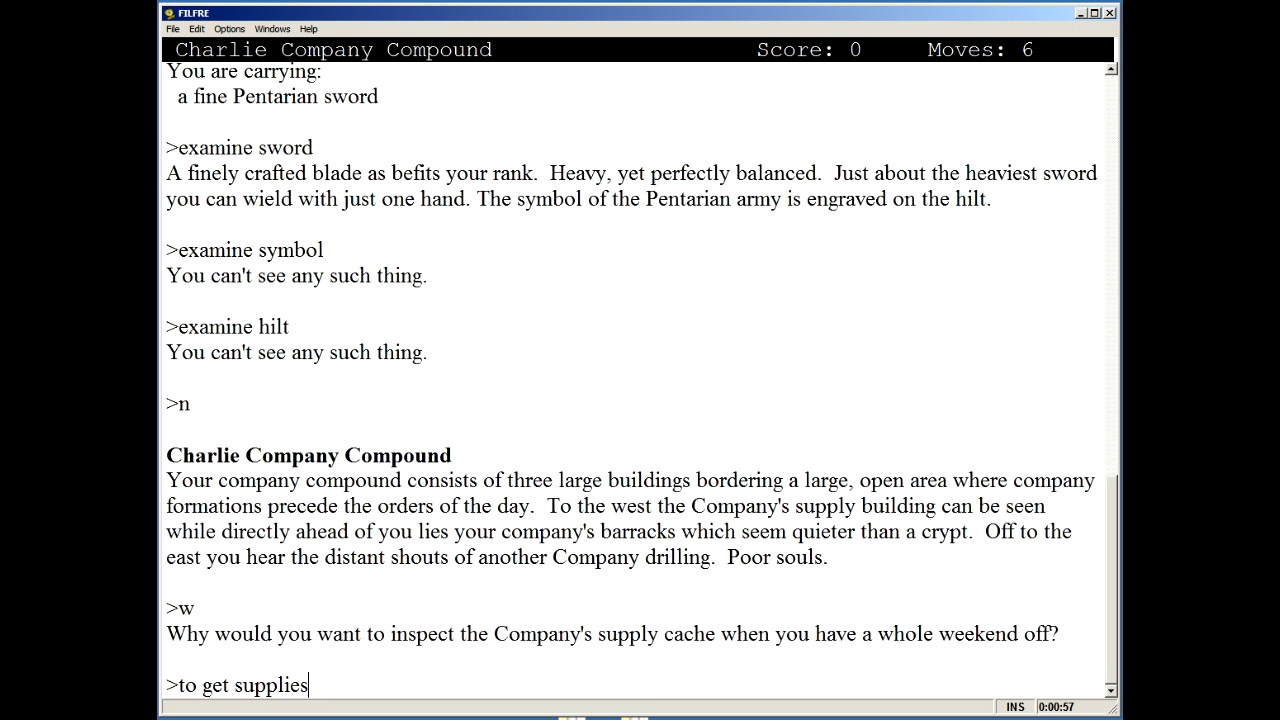 FILFRE
File Edit Options Windows Help
Charlie Company Compound Score: 0 Moves: 6
You are carrying:
a fine Pentarian sword
>examine sword
A finely crafted blade as befits your rank. Heavy, yet perfectly balanced. Just about the heaviest sword
you can wield with just one hand. The symbol of the Pentarian army is engraved on the hilt.
>examine symbol
You can't see any such thing.
>examine hilt
You can't see any such thing.
>n
Charlie Company Compound
Your company compound consists of three large buildings bordering a large, open area where company
formations precede the orders of the day. To the west the Company's supply building can be seen
while directly ahead of you lies your company's barracks which seem quieter than a crypt. Off to the
east you hear the distant shouts of another Company drilling. Poor souls.
>w
Why would you want to inspect the Company's supply cache when you have a whole weekend off?
>to get supplies
INS 0:00:57